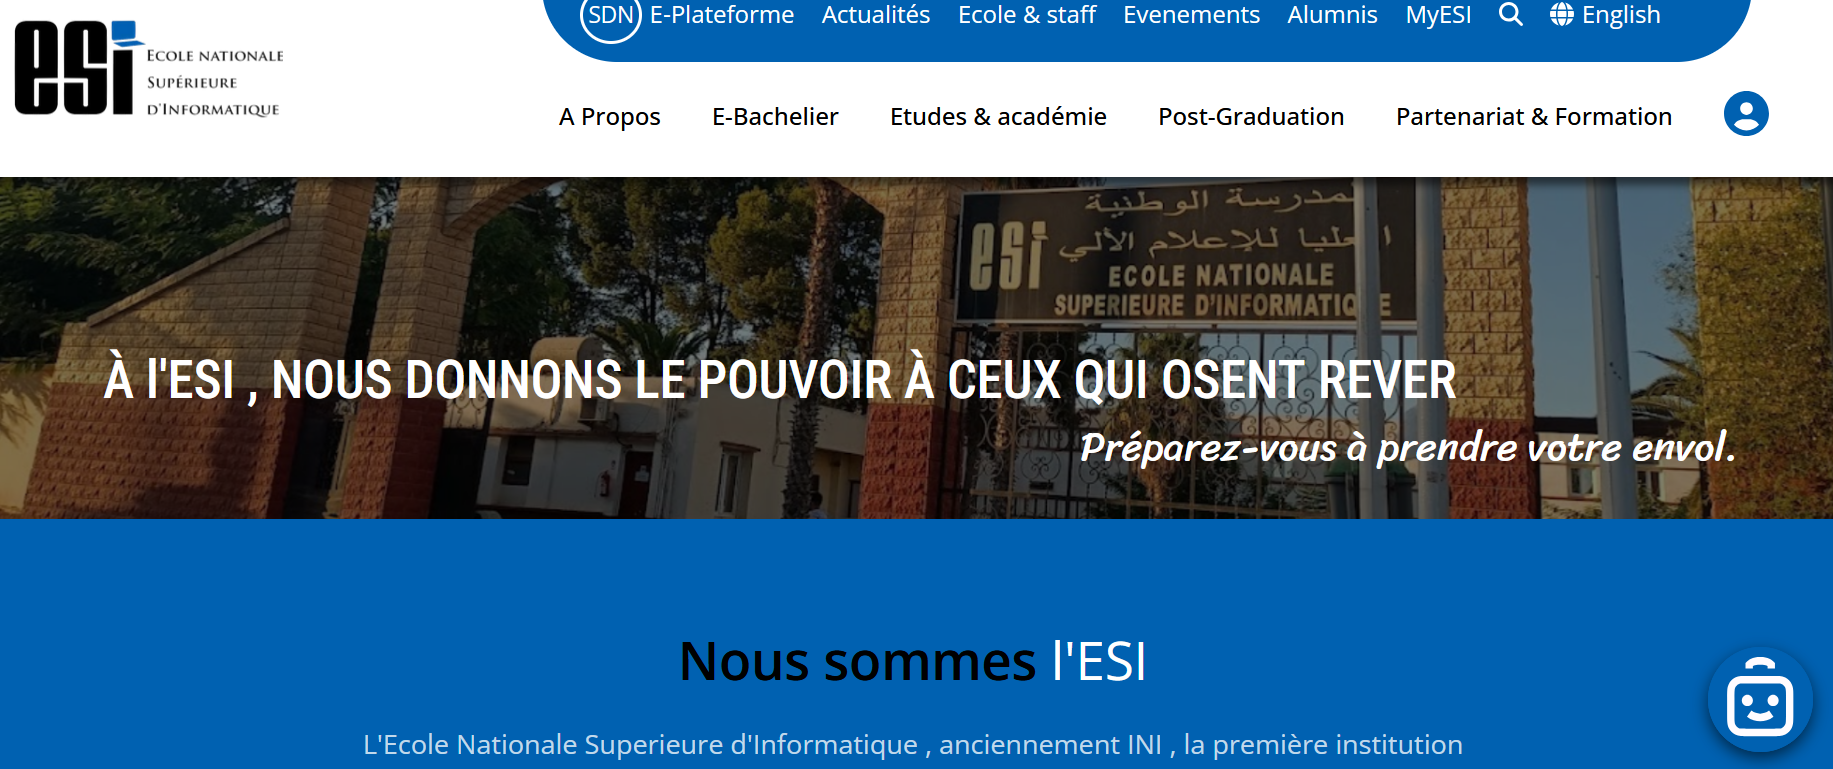 SDN E-Plateforme Actualités Ecole & staff Evenements Alumnis MyESI English
esi ECOLE NATIONALE
SUPÉRIEURE
D'INFORMATIQUE
A Propos E-Bachelier Etudes & académie Post-Graduation Partenariat & Formation
المدرسة الوطنية
العليا للإعلام الآلي
esi
ECOLE NATIONALE
SUPERIEURE D'INFORMATIQUE
À l'ESI , NOUS DONNONS LE POUVOIR À CEUX QUI OSENT REVER
Préparez-vous à prendre votre envol.
Nous sommes l'ESI
L'Ecole Nationale Superieure d'Informatique , anciennement INI , la première institution